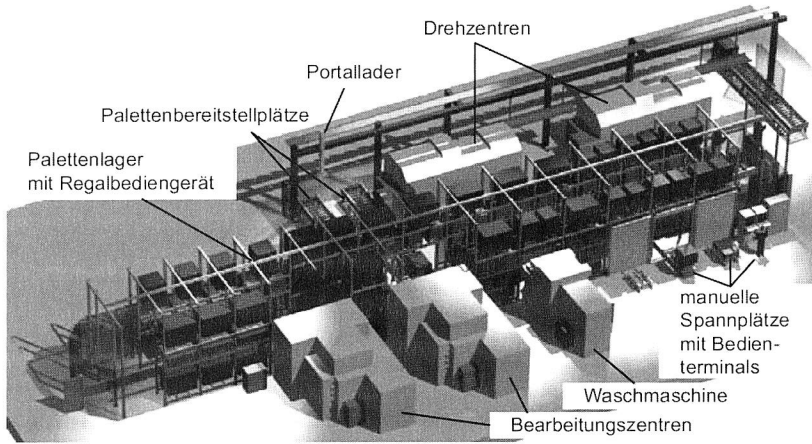 Drehzentren
Portallader
Palettenbereitstellplätze
Palettenlager
mit Regalbediengerät
manuelle
Spannplätze
mit Bedien-
terminals
Waschmaschine
Bearbeitungszentren